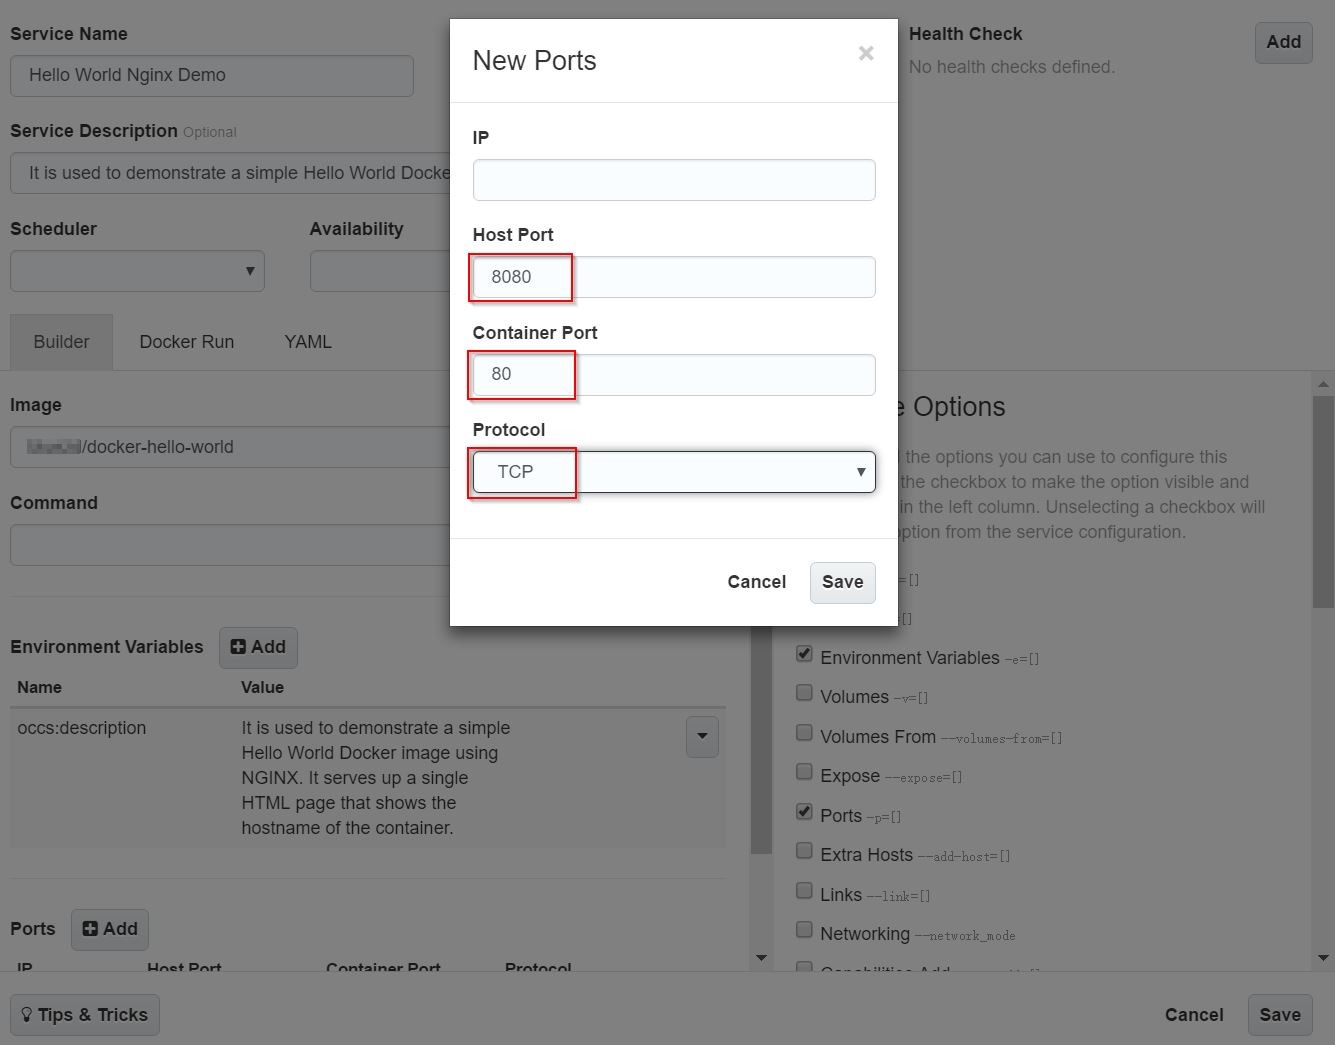 Service Name
Hello World Nginx Demo
Service Description Optional
It is used to demonstrate a simple Hello World Docke
Scheduler
Availability
Builder
Docker Run
YAML
Image
/docker-hello-world
Command
Environment Variables
Add
Name
Value
occs:description
It is used to demonstrate a simple
Hello World Docker image using
NGINX. It serves up a single
HTML page that shows the
hostname of the container.
Ports
Add
IP
Host Port
Container Port
Protocol
Tips & Tricks
New Ports
×
IP
Host Port
8080
Container Port
80
Protocol
TCP
Cancel
Save
Health Check
Add
No health checks defined.
e Options
the options you can use to configure this
the checkbox to make the option visible and
in the left column. Unselecting a checkbox will
option from the service configuration.
=[]
=[]
Environment Variables -e=[]
Volumes -v=[]
Volumes From --volumes-from=[]
Expose --expose=[]
Ports -p=[]
Extra Hosts --add-host=[]
Links --link=[]
Networking --network_mode
Cancel
Save